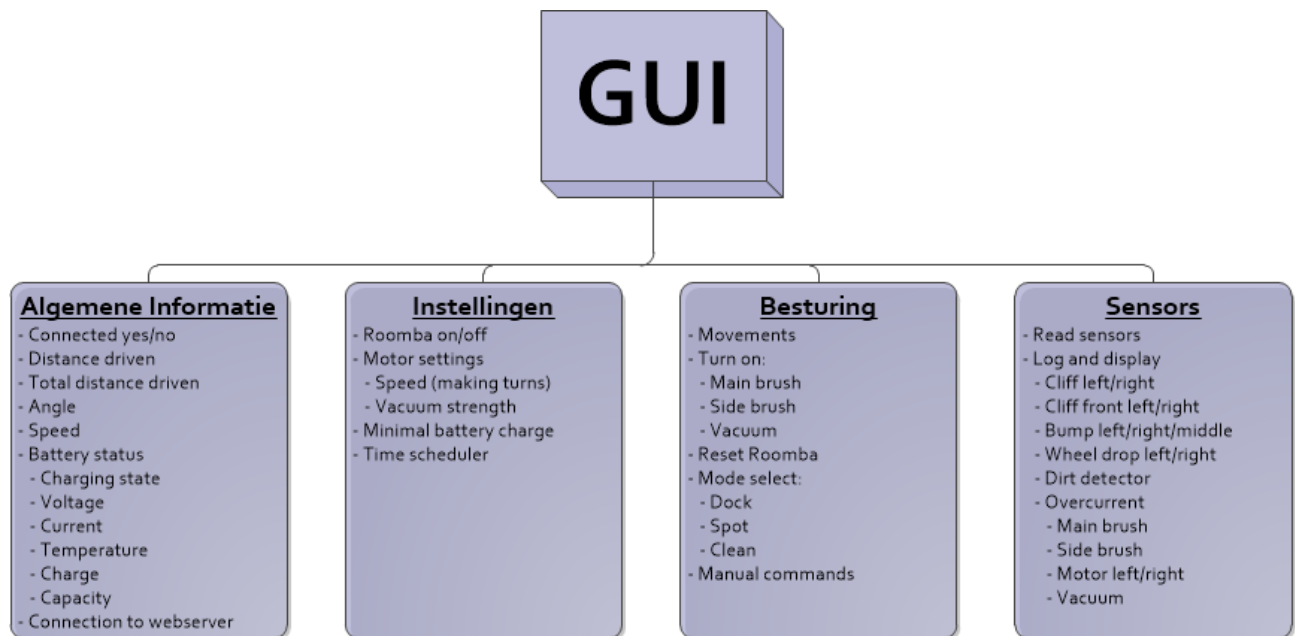 GUI
Algemene Informatie
- Connected yes/no
- Distance driven
- Total distance driven
- Angle
- Speed
- Battery status
- Charging state
- Voltage
- Current
- Temperature
- Charge
- Capacity
- Connection to webserver
Instellingen
- Roomba on/off
- Motor settings
- Speed (making turns)
- Vacuum strength
- Minimal battery charge
- Time scheduler
Besturing
- Movements
- Turn on:
- Main brush
- Side brush
- Vacuum
- Reset Roomba
- Mode select:
- Dock
- Spot
- Clean
- Manual commands
Sensors
- Read sensors
- Log and display
- Cliff left/right
- Cliff front left/right
- Bump left/right/middle
- Wheel drop left/right
- Dirt detector
- Overcurrent
- Main brush
- Side brush
- Motor left/right
- Vacuum